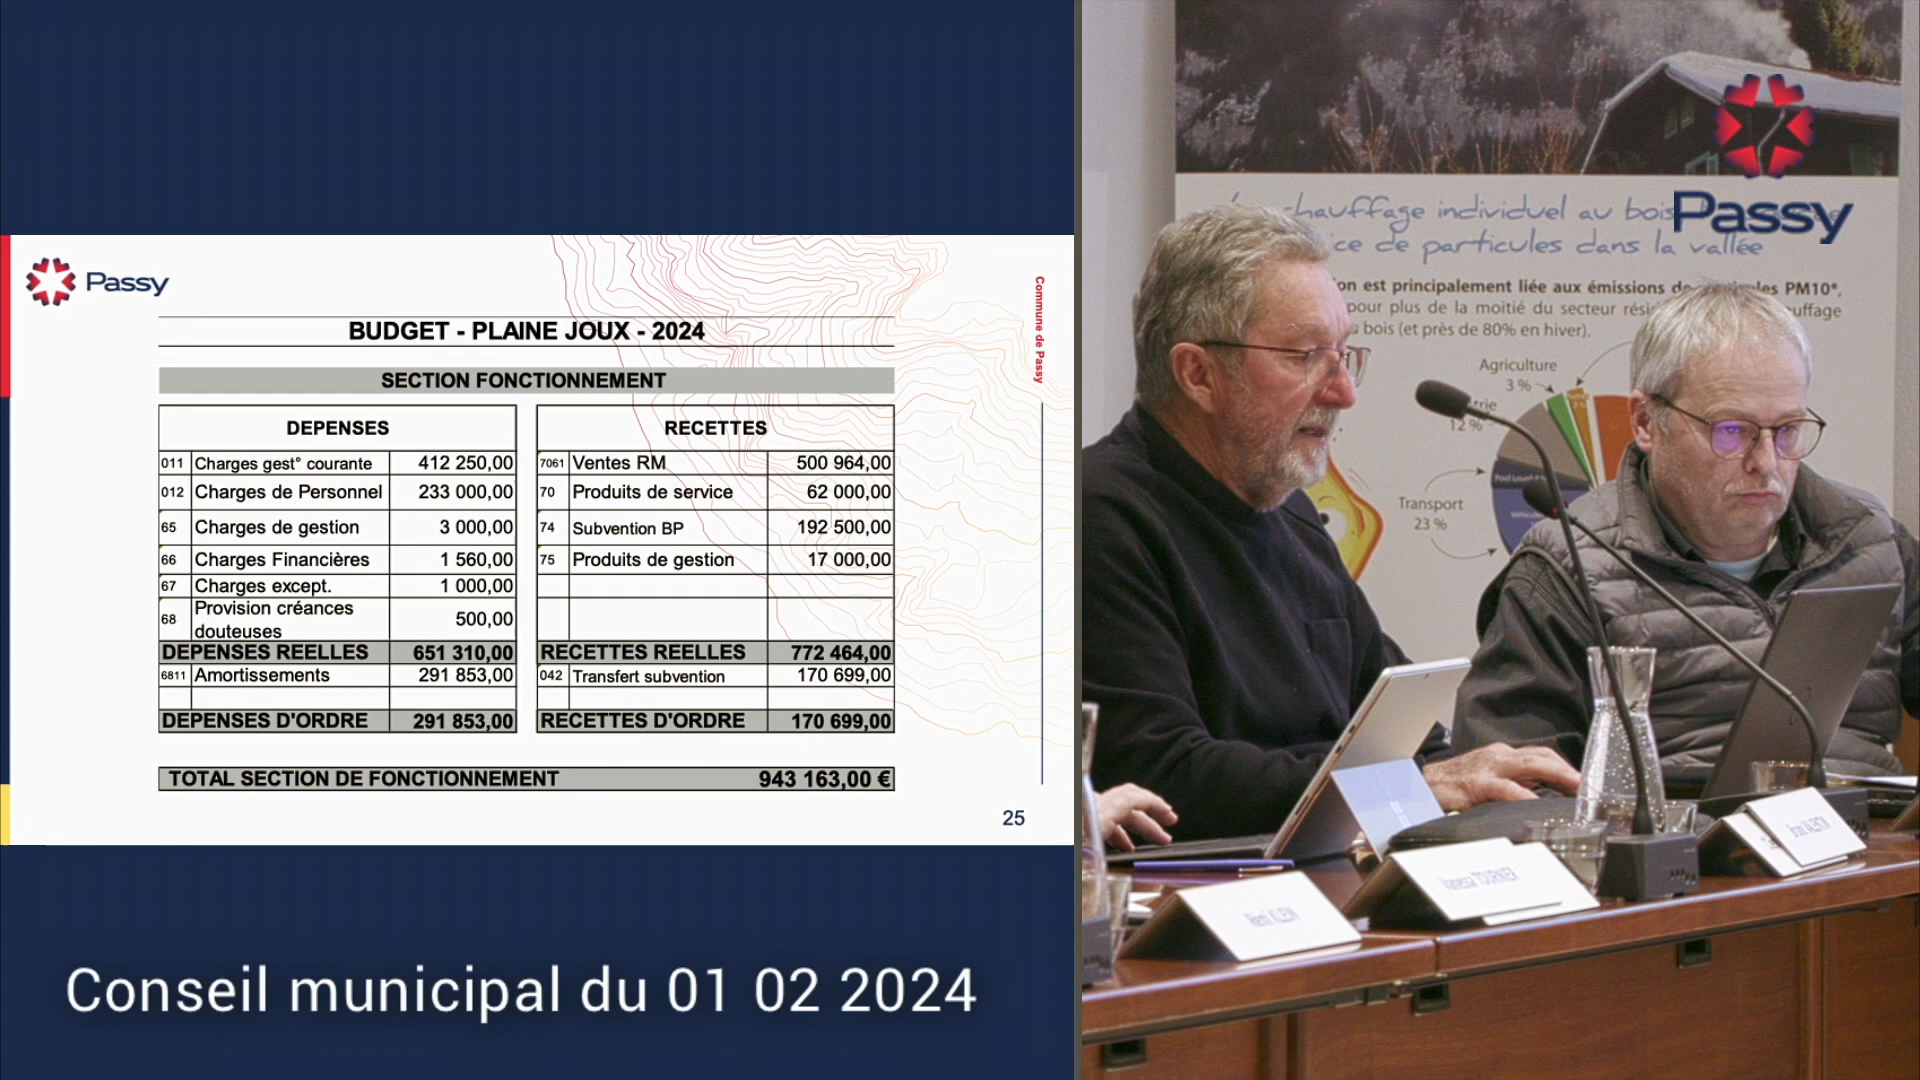 Passy
Commune de Passy
BUDGET - PLAINE JOUX - 2024
SECTION FONCTIONNEMENT
DEPENSES
011 Charges gest° courante 412 250,00
012 Charges de Personnel 233 000,00
65 Charges de gestion 3 000,00
66 Charges Financières 1 560,00
67 Charges except. 1 000,00
68 Provision créances
douteuses 500,00
DEPENSES REELLES 651 310,00
6811 Amortissements 291 853,00
DEPENSES D'ORDRE 291 853,00
RECETTES
7061 Ventes RM 500 964,00
70 Produits de service 62 000,00
74 Subvention BP 192 500,00
75 Produits de gestion 17 000,00
RECETTES REELLES 772 464,00
042 Transfert subvention 170 699,00
RECETTES D'ORDRE 170 699,00
TOTAL SECTION DE FONCTIONNEMENT 943 163,00 €
25
Conseil municipal du 01 02 2024
Passy
chauffage individuel au bois
de particules dans la vallée
est principalement liée aux émissions de PM10*,
pour plus de la moitié du secteur
bois (et près de 80% en hiver).
Agriculture
3 %
12 %
Transport
23 %
Rémi KLEIN
Vanessa TOURNIER